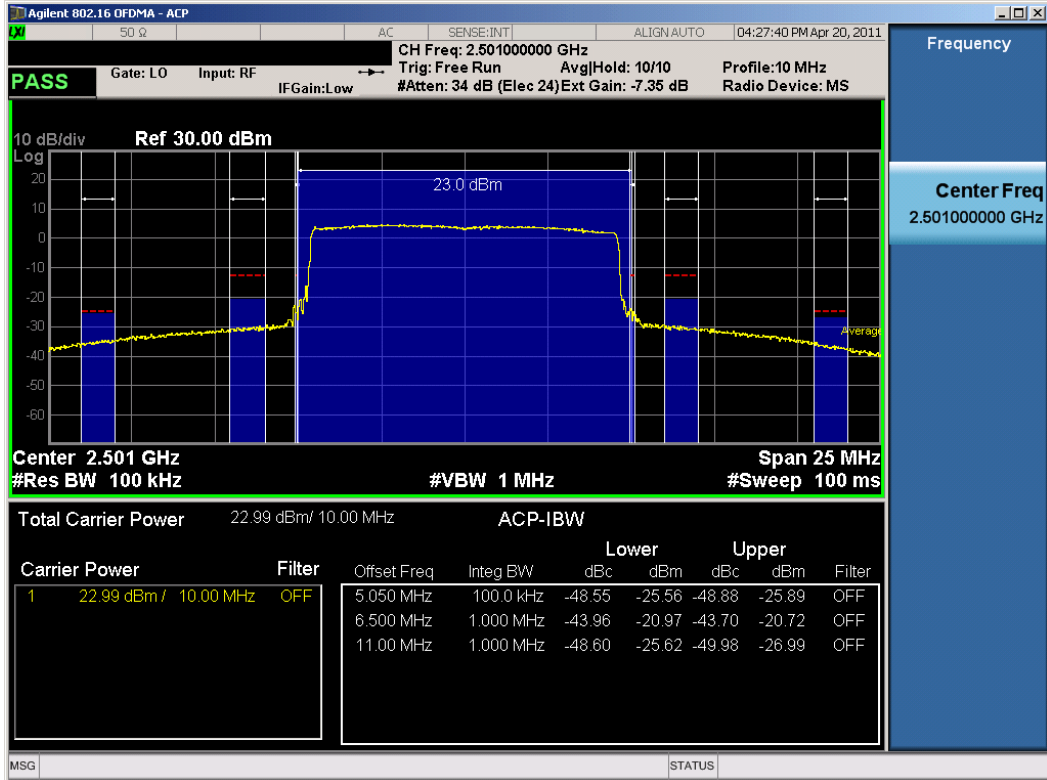 Agilent 802.16 OFDMA - ACP
LXI 50 Ω AC SENSE:INT ALIGN AUTO 04:27:40 PM Apr 20, 2011
CH Freq: 2.501000000 GHz
PASS Gate: LO Input: RF Trig: Free Run Avg|Hold: 10/10 Profile:10 MHz
IFGain:Low #Atten: 34 dB (Elec 24) Ext Gain: -7.35 dB Radio Device: MS
Frequency
Center Freq
2.501000000 GHz
10 dB/div Ref 30.00 dBm
Log
20
10
0
-10
-20
-30
-40
-50
-60
23.0 dBm
Average
Center 2.501 GHz Span 25 MHz
#Res BW 100 kHz #VBW 1 MHz #Sweep 100 ms
Total Carrier Power 22.99 dBm/ 10.00 MHz ACP-IBW
Lower Upper
Carrier Power Filter Offset Freq Integ BW dBc dBm dBc dBm Filter
1 22.99 dBm / 10.00 MHz OFF 5.050 MHz 100.0 kHz -48.55 -25.56 -48.88 -25.89 OFF
6.500 MHz 1.000 MHz -43.96 -20.97 -43.70 -20.72 OFF
11.00 MHz 1.000 MHz -48.60 -25.62 -49.98 -26.99 OFF
MSG STATUS